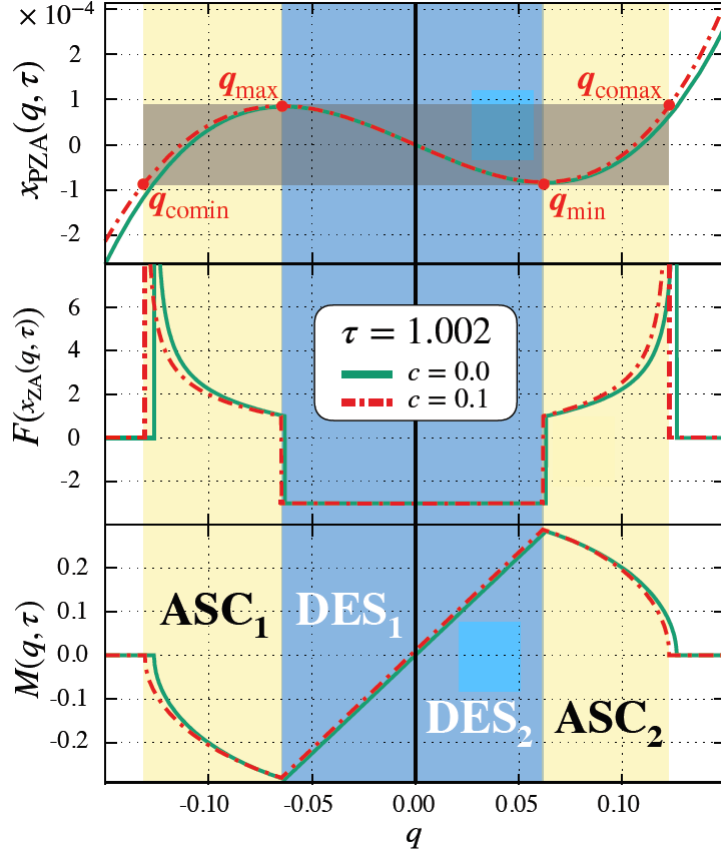 × 10⁻⁴
x_PZA(q, τ)
2
1
0
-1
-2
q_max
q_comax
q_comin
q_min
F(x_ZA(q, τ))
6
4
2
0
-2
τ = 1.002
c = 0.0
c = 0.1
M(q, τ)
0.2
0.1
0.0
-0.1
-0.2
ASC₁
DES₁
DES₂
ASC₂
-0.10
-0.05
0.00
0.05
0.10
q